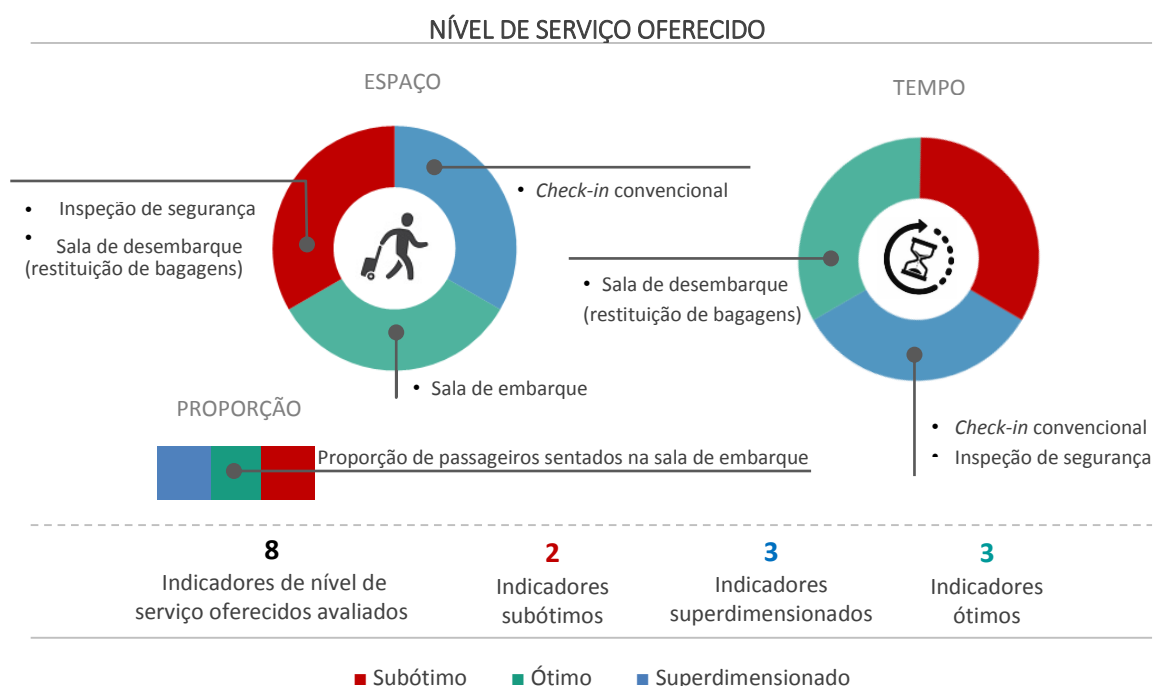 NÍVEL DE SERVIÇO OFERECIDO
ESPAÇO
• Inspeção de segurança
• Sala de desembarque
(restituição de bagagens)
• Check-in convencional
• Sala de embarque
TEMPO
• Sala de desembarque
(restituição de bagagens)
• Check-in convencional
• Inspeção de segurança
PROPORÇÃO
Proporção de passageiros sentados na sala de embarque
8
Indicadores de nível de
serviço oferecidos avaliados
2
Indicadores
subótimos
3
Indicadores
superdimensionados
3
Indicadores
ótimos
Subótimo
Ótimo
Superdimensionado